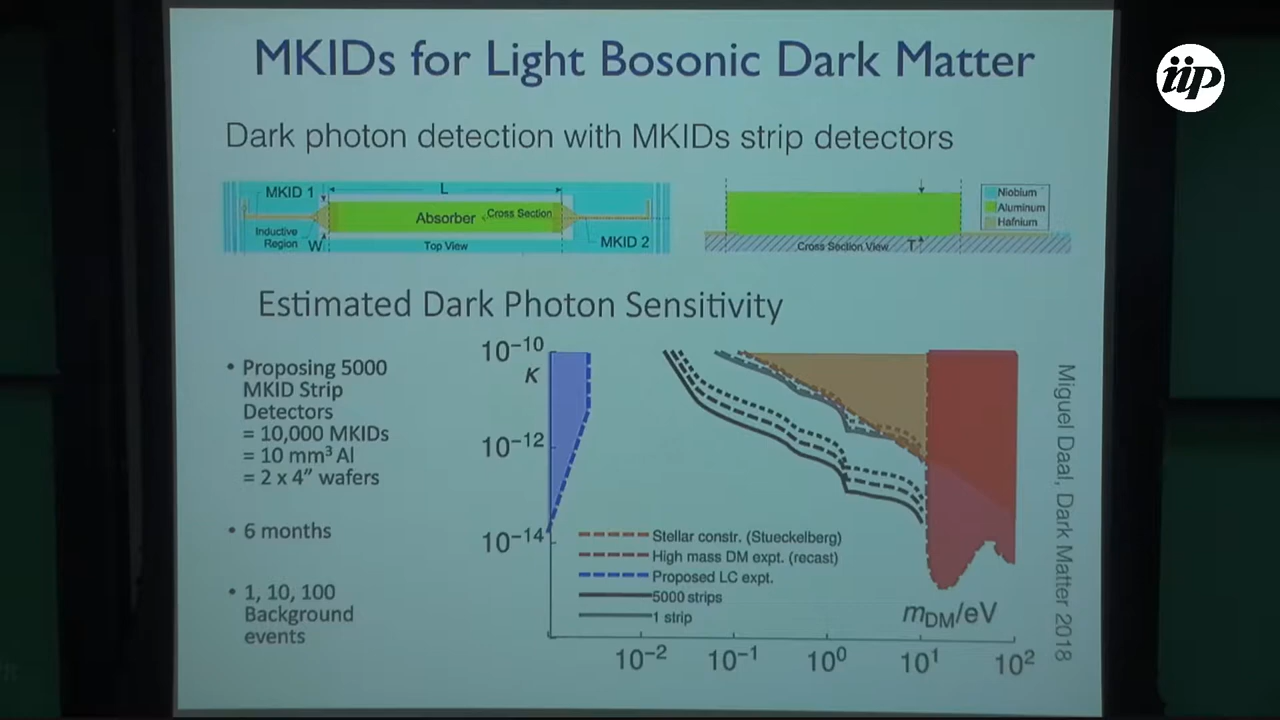 MKIDs for Light Bosonic Dark Matter
iip
Dark photon detection with MKIDs strip detectors
MKID 1
L
Absorber
Cross Section
Inductive
Region
W
Top View
MKID 2
Cross Section View
T
Niobium
Aluminum
Hafnium
Estimated Dark Photon Sensitivity
• Proposing 5000
MKID Strip
Detectors
= 10,000 MKIDs
= 10 mm³ Al
= 2 x 4” wafers
• 6 months
• 1, 10, 100
Background
events
10⁻¹⁰
κ
10⁻¹²
10⁻¹⁴
Stellar constr. (Stueckelberg)
High mass DM expt. (recast)
Proposed LC expt.
5000 strips
1 strip
m_DM/eV
10⁻² 10⁻¹ 10⁰ 10¹ 10²
Miguel Daal, Dark Matter 2018